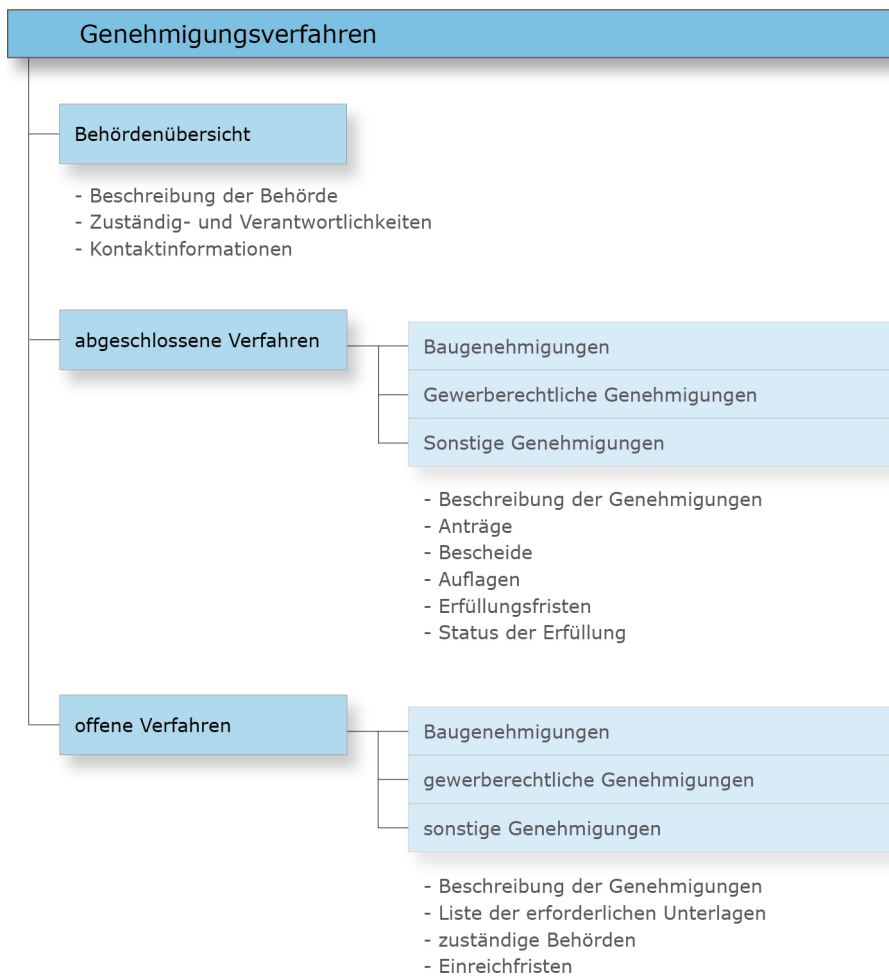 Genehmigungsverfahren
Behördenübersicht
- Beschreibung der Behörde
- Zuständig- und Verantwortlichkeiten
- Kontaktinformationen
abgeschlossene Verfahren
Baugenehmigungen
Gewerberechtliche Genehmigungen
Sonstige Genehmigungen
- Beschreibung der Genehmigungen
- Anträge
- Bescheide
- Auflagen
- Erfüllungsfristen
- Status der Erfüllung
offene Verfahren
Baugenehmigungen
gewerberechtliche Genehmigungen
sonstige Genehmigungen
- Beschreibung der Genehmigungen
- Liste der erforderlichen Unterlagen
- zuständige Behörden
- Einreichfristen